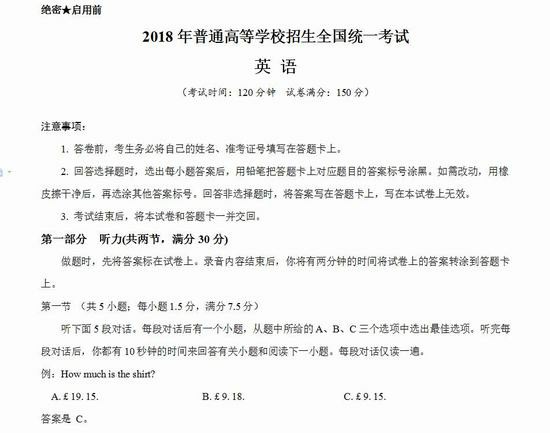 绝密★启用前
2018 年普通高等学校招生全国统一考试
英 语
（考试时间：120 分钟 试卷满分：150 分）
注意事项：
1. 答卷前，考生务必将自己的姓名、准考证号填写在答题卡上。
2. 回答选择题时，选出每小题答案后，用铅笔把答题卡上对应题目的答案标号涂黑。如需改动，用橡
皮擦干净后，再选涂其他答案标号。回答非选择题时，将答案写在答题卡上，写在本试卷上无效。
3. 考试结束后，将本试卷和答题卡一并交回。
第一部分 听力(共两节，满分 30 分)
做题时，先将答案标在试卷上。录音内容结束后，你将有两分钟的时间将试卷上的答案转涂到答题卡
上。
第一节 （共 5 小题；每小题 1.5 分，满分 7.5 分）
听下面 5 段对话。每段对话后有一个小题，从题中所给的 A、B、C 三个选项中选出最佳选项。听完每
段对话后，你都有 10 秒钟的时间来回答有关小题和阅读下一小题。每段对话仅读一遍。
例：How much is the shirt?
A. £ 19. 15. B. £ 9. 18. C. £ 9. 15.
答案是 C。